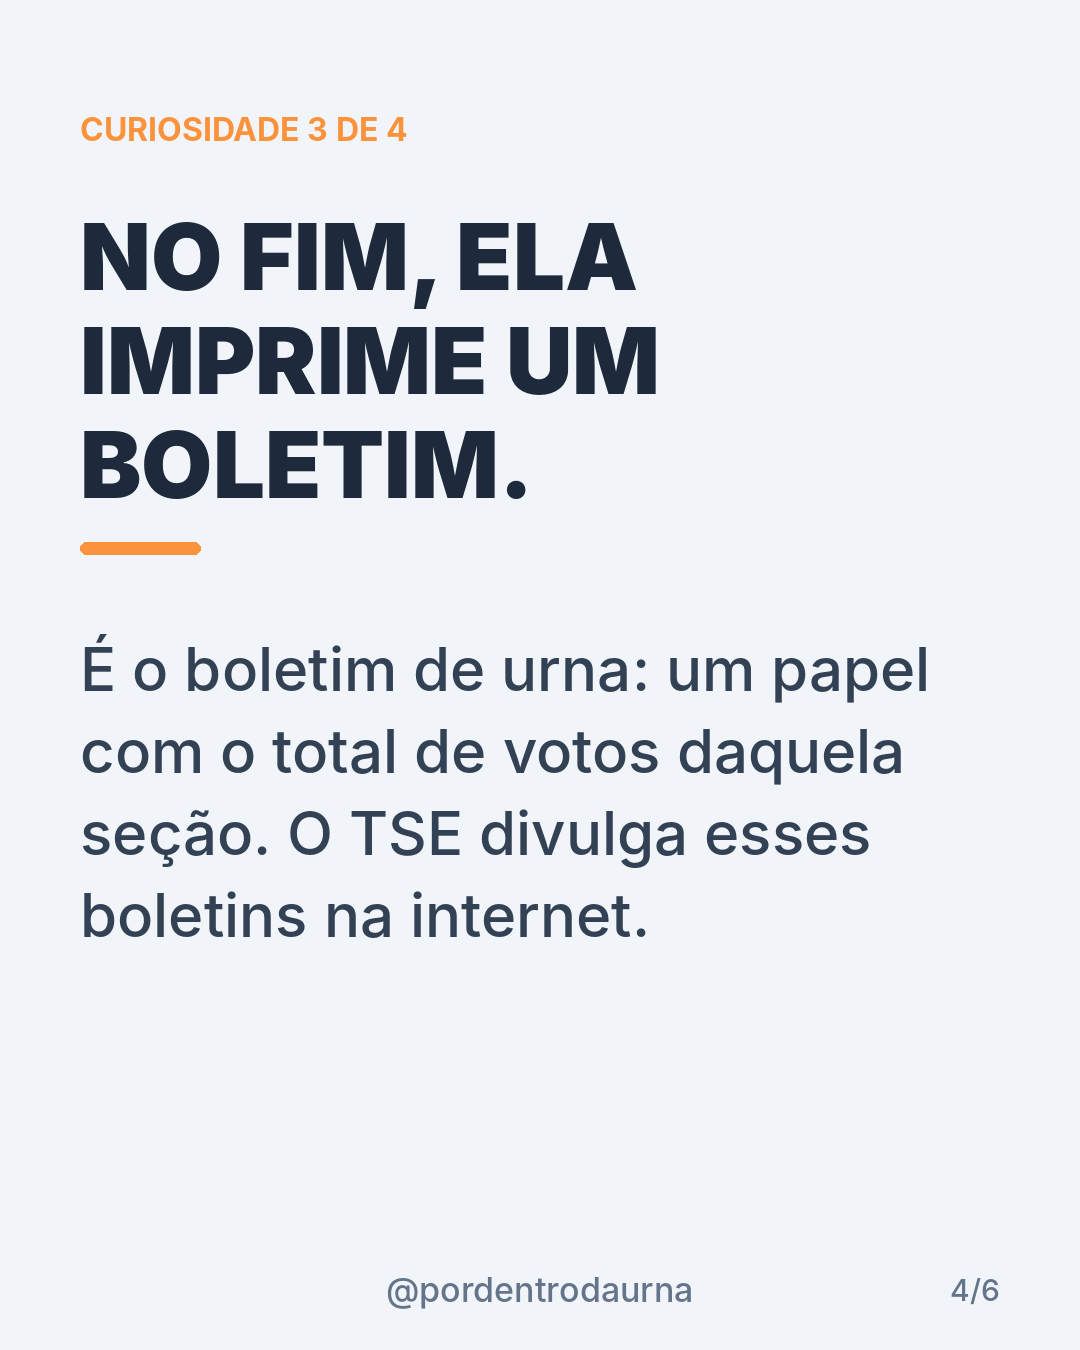 CURIOSIDADE 3 DE 4
NO FIM, ELA
IMPRIME UM
BOLETIM.
É o boletim de urna: um papel
com o total de votos daquela
seção. O TSE divulga esses
boletins na internet.
@pordentrodaurna
4/6